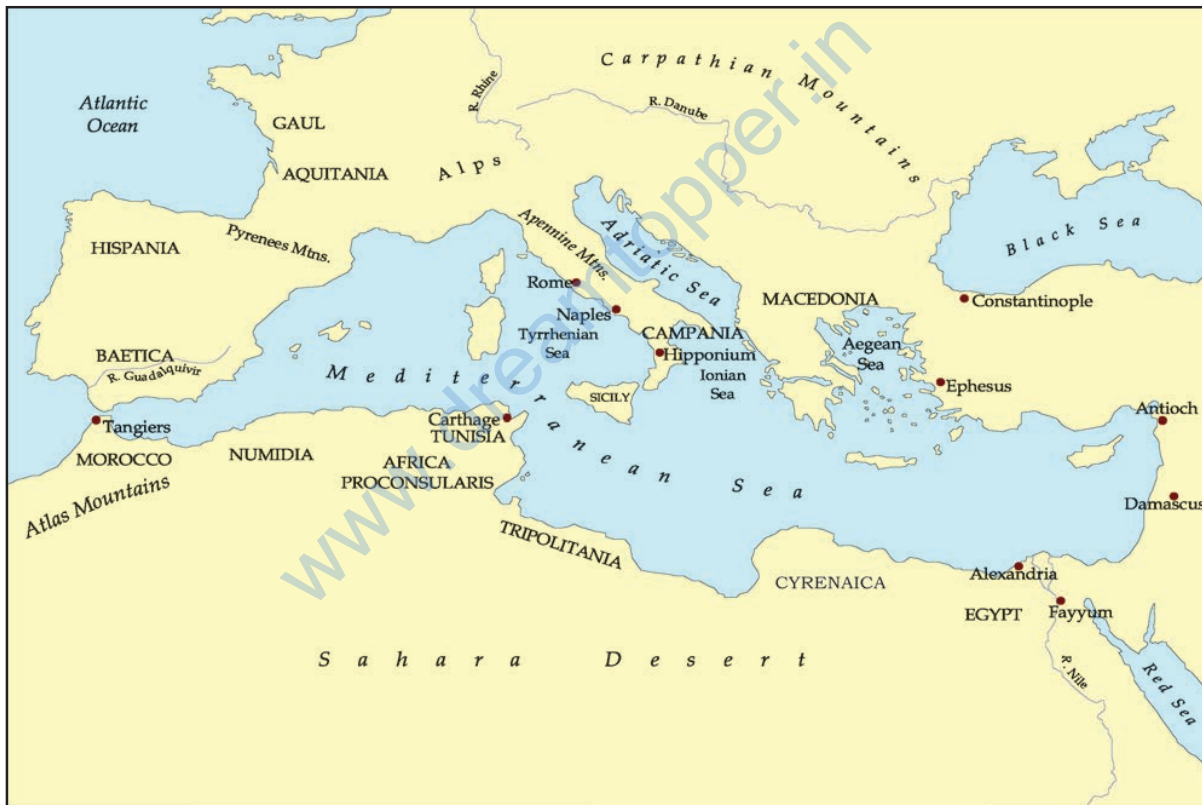 Carpathian Mountains
Atlantic
Ocean
R. Rhine
R. Danube
GAUL
AQUITANIA
Alps
HISPANIA
Pyrenees Mtns.
Apennine Mtns.
Adriatic Sea
Black Sea
Rome
Naples
Tyrrhenian
Sea
CAMPANIA
Hipponium
Ionian
Sea
MACEDONIA
Constantinople
Aegean
Sea
Ephesus
BAETICA
R. Guadalquivir
Mediterranean Sea
SICILY
Antioch
Tangiers
MOROCCO
Carthage
TUNISIA
NUMIDIA
AFRICA
PROCONSULARIS
Atlas Mountains
Damascus
TRIPOLITANIA
CYRENAICA
Alexandria
EGYPT
Fayyum
Sahara Desert
R. Nile
Red Sea
www.dreamtopper.in